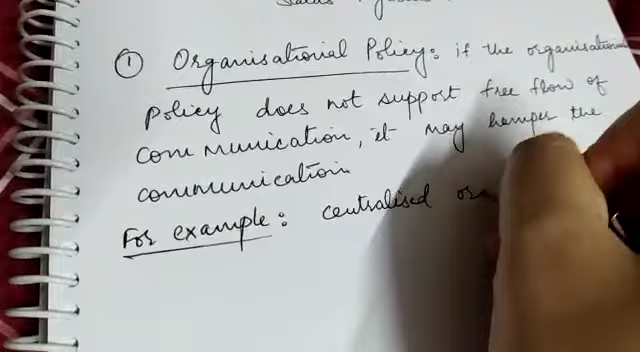 ① Organisational Policy: if the organisational
policy does not support free flow of
communication, it may hamper the
communication.
For example: centralised